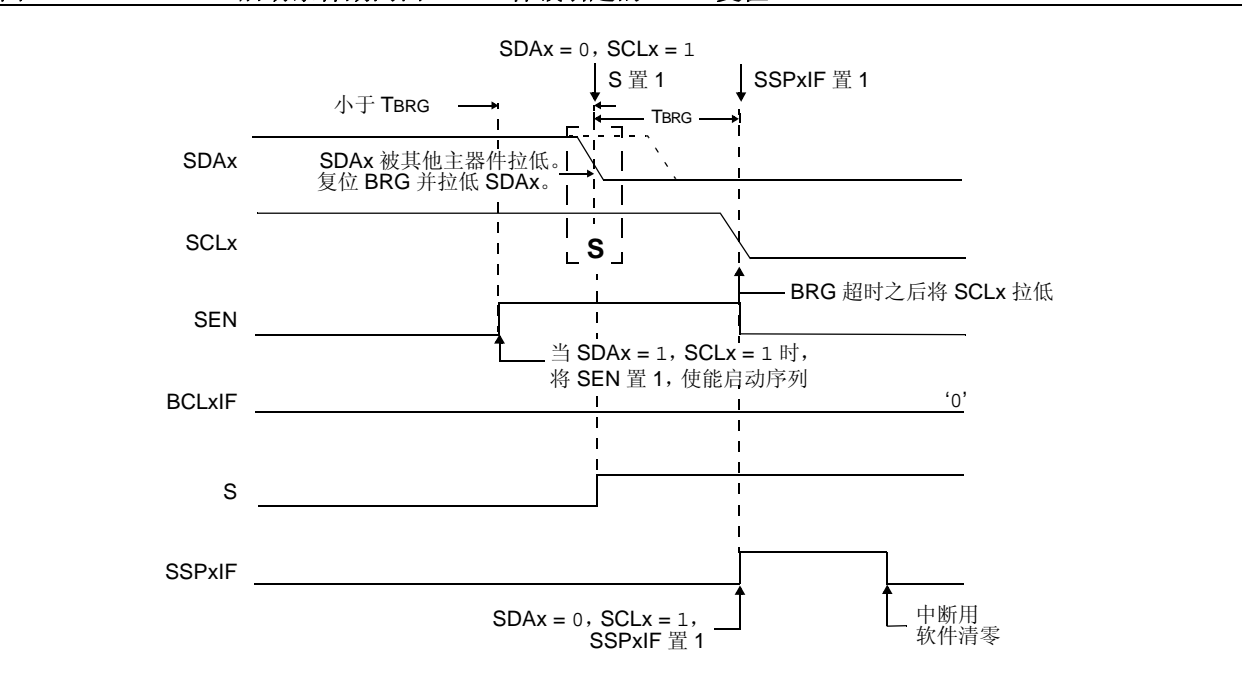 SDAx = 0，SCLx = 1
S 置 1
SSPxIF 置 1
小于 TBRG
TBRG
SDAx
SDAx 被其他主器件拉低。
复位 BRG 并拉低 SDAx。
SCLx
S
BRG 超时之后将 SCLx 拉低
SEN
当 SDAx = 1，SCLx = 1 时，
将 SEN 置 1，使能启动序列
BCLxIF
‘0’
S
SSPxIF
SDAx = 0，SCLx = 1，
SSPxIF 置 1
中断用
软件清零